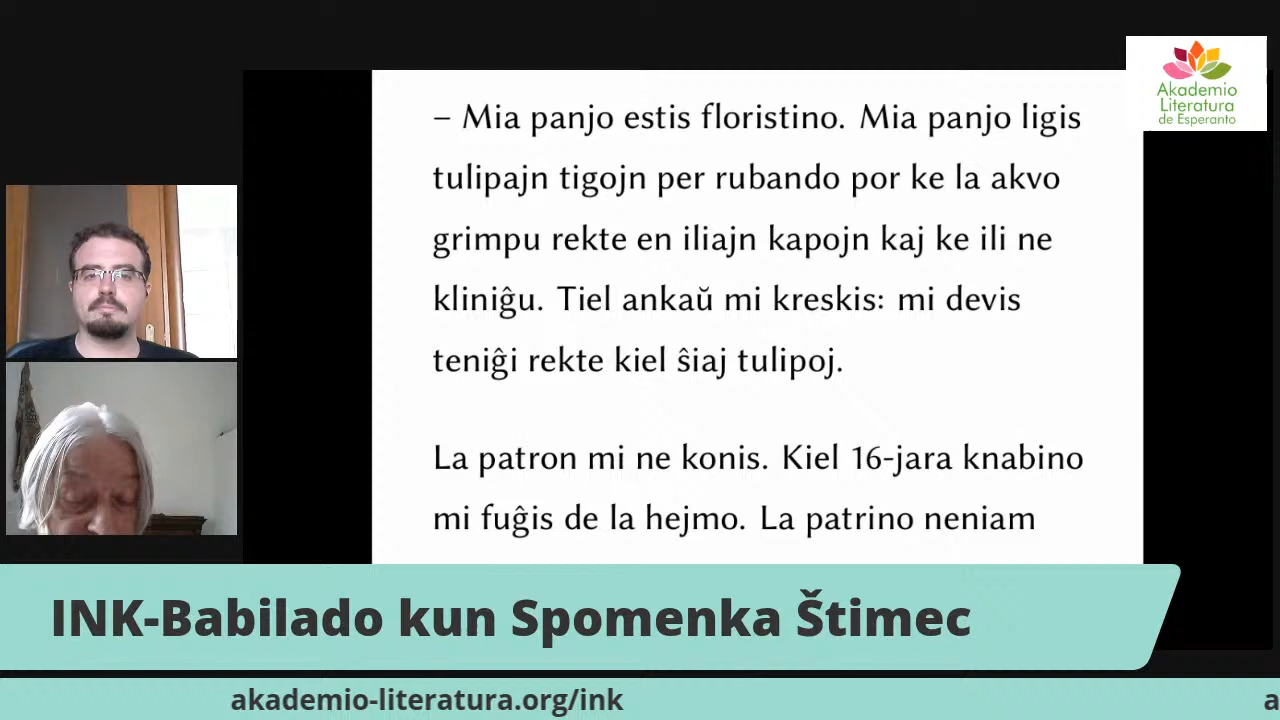 Akademio
Literatura
de Esperanto
– Mia panjo estis floristino. Mia panjo ligis
tulipajn tigojn per rubando por ke la akvo
grimpu rekte en iliajn kapojn kaj ke ili ne
kliniĝu. Tiel ankaŭ mi kreskis: mi devis
teniĝi rekte kiel ŝiaj tulipoj.
La patron mi ne konis. Kiel 16-jara knabino
mi fuĝis de la hejmo. La patrino neniam
INK-Babilado kun Spomenka Štimec
akademio-literatura.org/ink
a